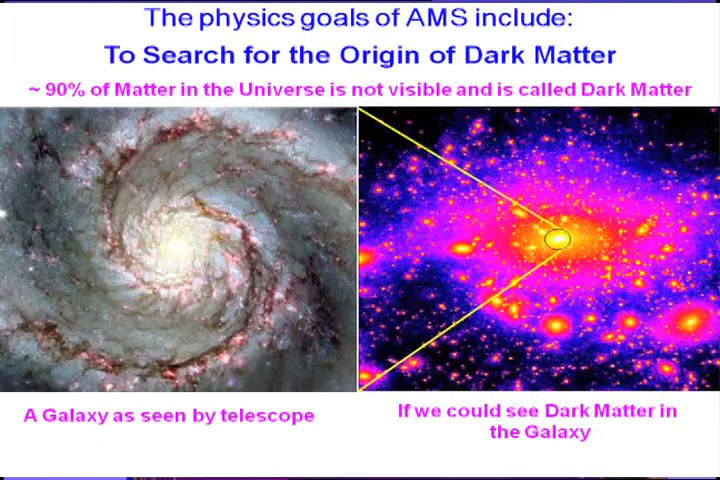 The physics goals of AMS include:
To Search for the Origin of Dark Matter
~ 90% of Matter in the Universe is not visible and is called Dark Matter
A Galaxy as seen by telescope
If we could see Dark Matter in
the Galaxy